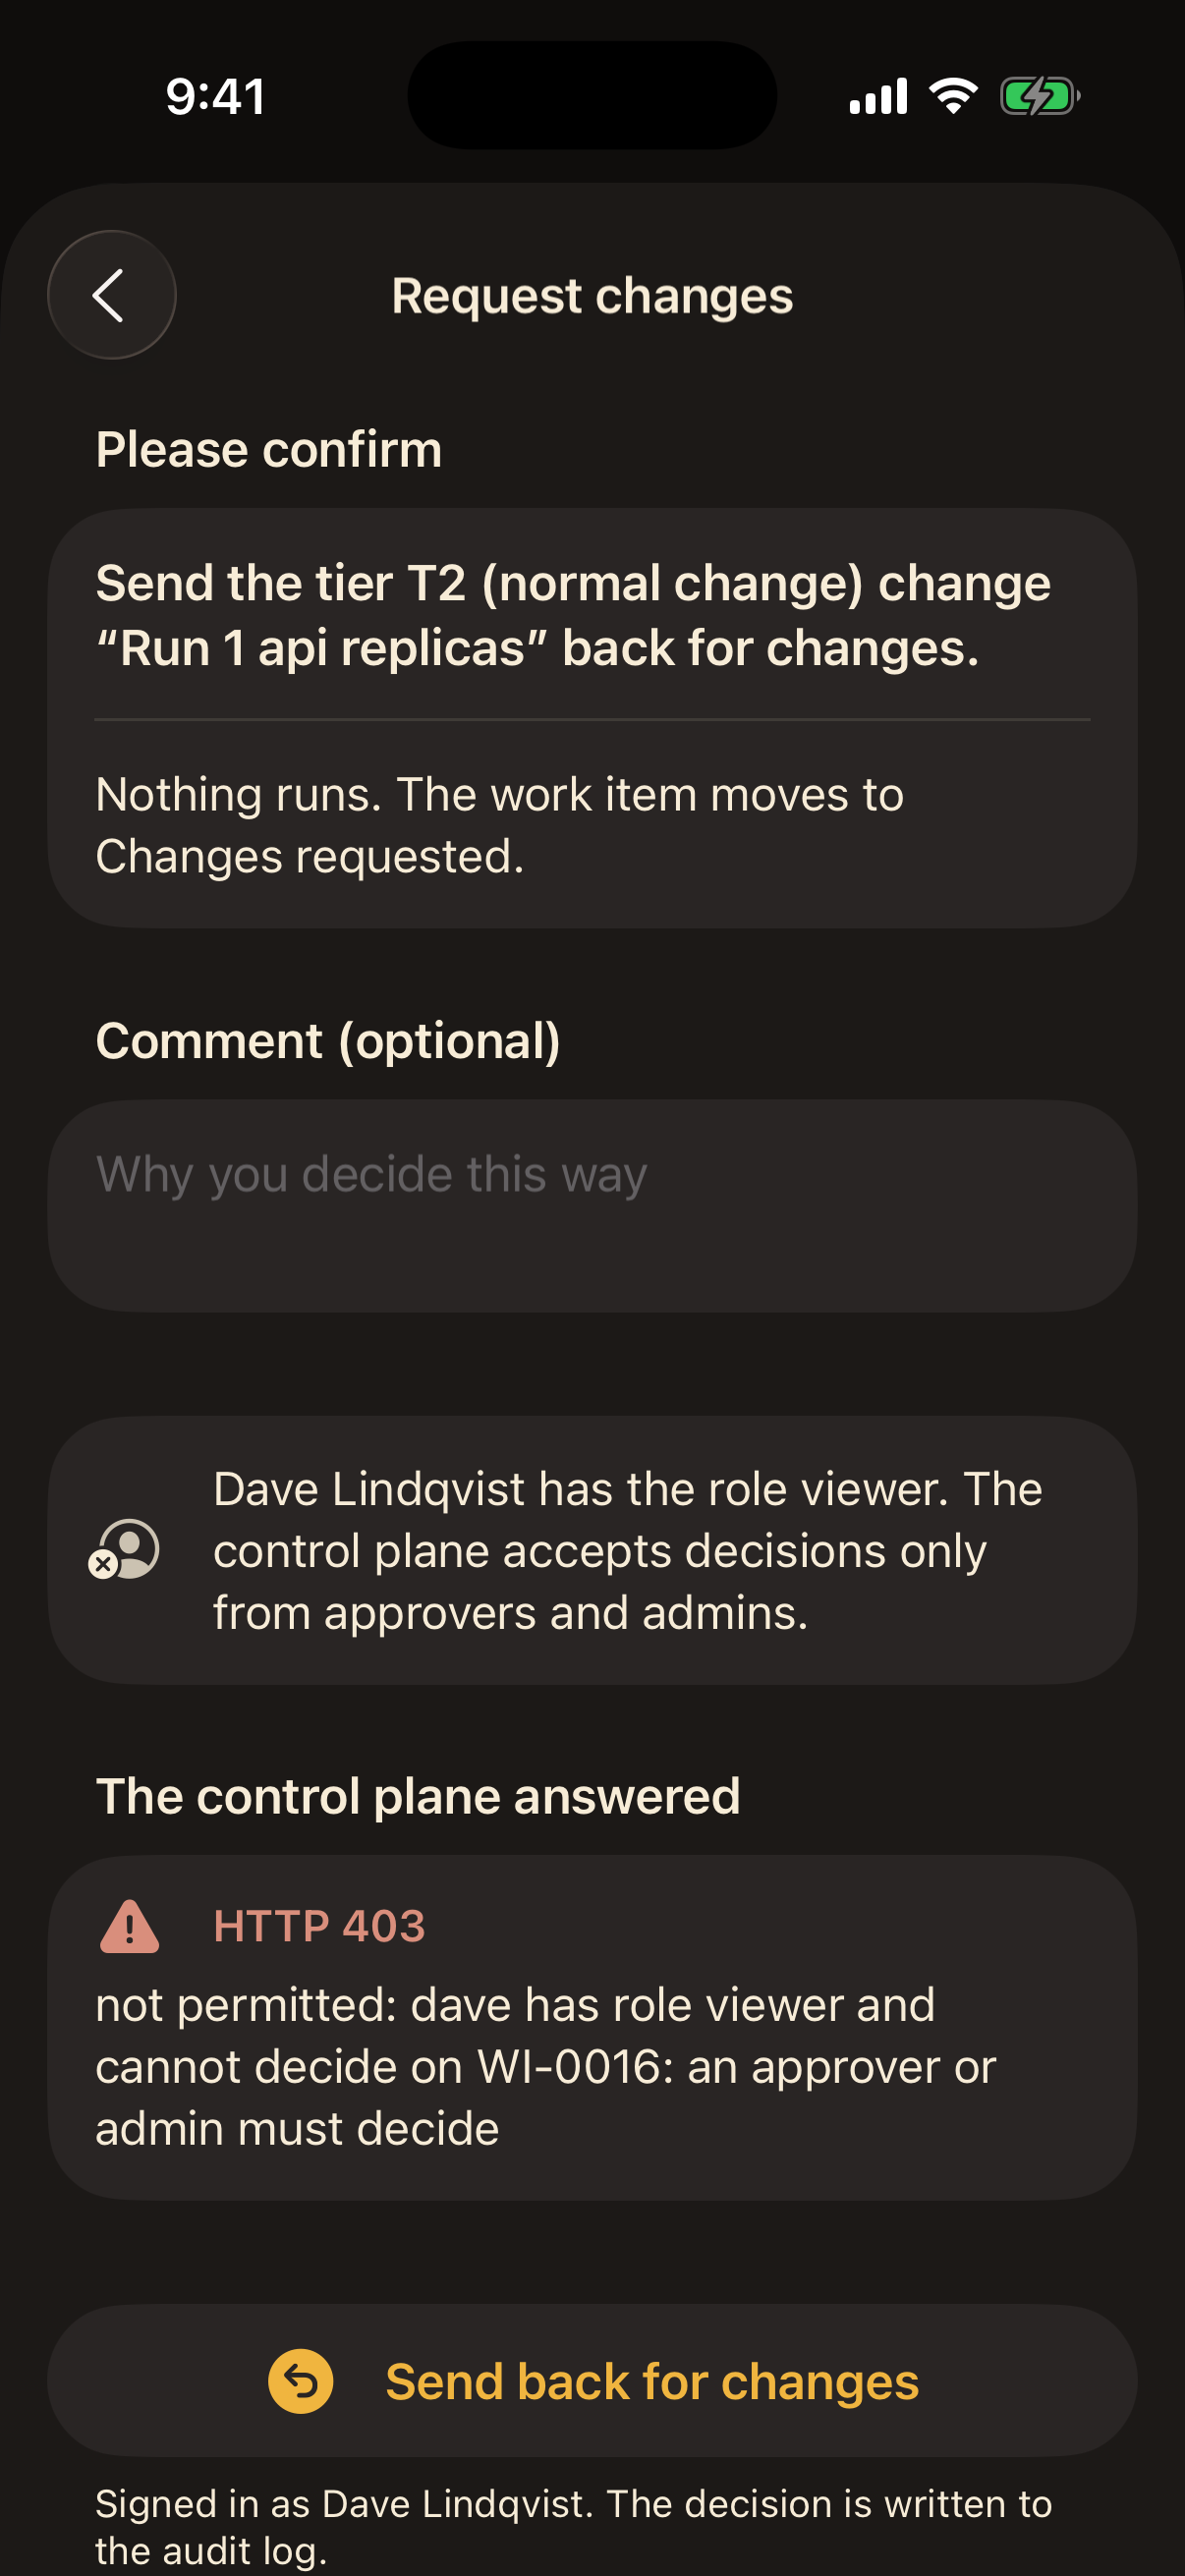 9:41
Request changes
Please confirm
Send the tier T2 (normal change) change
“Run 1 api replicas” back for changes.
Nothing runs. The work item moves to
Changes requested.
Comment (optional)
Why you decide this way
Dave Lindqvist has the role viewer. The
control plane accepts decisions only
from approvers and admins.
The control plane answered
HTTP 403
not permitted: dave has role viewer and
cannot decide on WI-0016: an approver or
admin must decide
Send back for changes
Signed in as Dave Lindqvist. The decision is written to
the audit log.